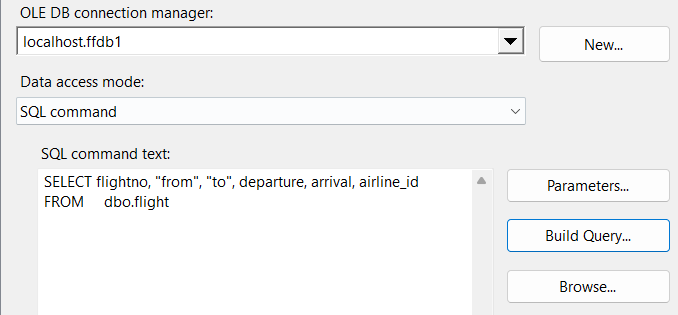 OLE DB connection manager:
localhost.ffdb1
New...
Data access mode:
SQL command
SQL command text:
SELECT flightno, "from", "to", departure, arrival, airline_id
FROM dbo.flight
Parameters...
Build Query...
Browse...